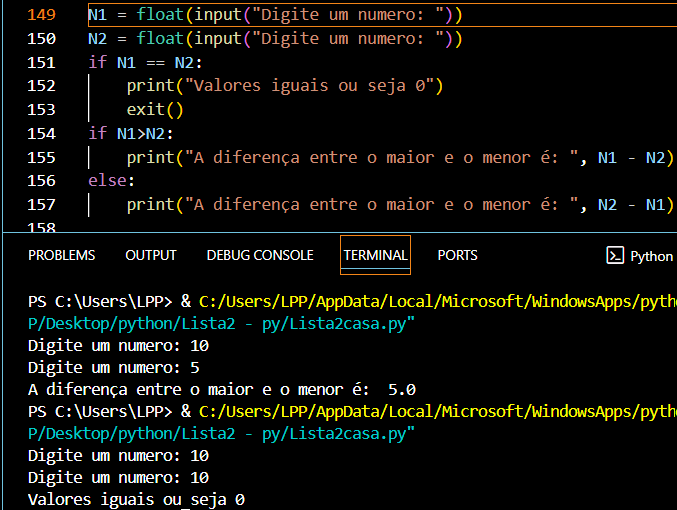 149 N1 = float(input("Digite um numero: "))
150 N2 = float(input("Digite um numero: "))
151 if N1 == N2:
152 print("Valores iguais ou seja 0")
153 exit()
154 if N1>N2:
155 print("A diferença entre o maior e o menor é: ", N1 - N2)
156 else:
157 print("A diferença entre o maior e o menor é: ", N2 - N1)
158
PROBLEMS OUTPUT DEBUG CONSOLE TERMINAL PORTS Python
PS C:\Users\LPP> & C:/Users/LPP/AppData/Local/Microsoft/WindowsApps/pyth
P/Desktop/python/Lista2 - py/Lista2casa.py"
Digite um numero: 10
Digite um numero: 5
A diferença entre o maior e o menor é:  5.0
PS C:\Users\LPP> & C:/Users/LPP/AppData/Local/Microsoft/WindowsApps/pyth
P/Desktop/python/Lista2 - py/Lista2casa.py"
Digite um numero: 10
Digite um numero: 10
Valores iguais ou seja 0